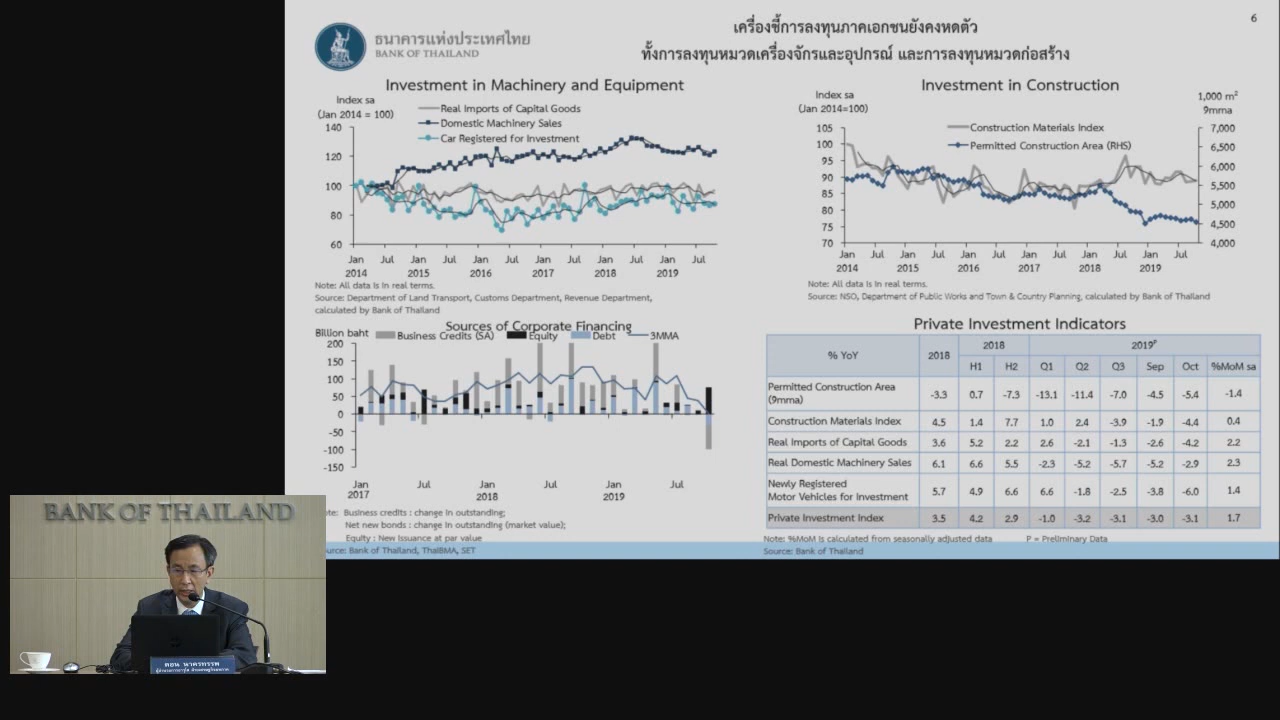 6
ธนาคารแห่งประเทศไทย
BANK OF THAILAND
เครื่องชี้การลงทุนภาคเอกชนยังคงหดตัว
ทั้งการลงทุนหมวดเครื่องจักรและอุปกรณ์ และการลงทุนหมวดก่อสร้าง
Investment in Machinery and Equipment
Index sa
(Jan 2014 = 100)
Real Imports of Capital Goods
Domestic Machinery Sales
Car Registered for Investment
140
120
100
80
60
Jan Jul Jan Jul Jan Jul Jan Jul Jan Jul Jan Jul
2014 2015 2016 2017 2018 2019
Note: All data is in real terms.
Source: Department of Land Transport, Customs Department, Revenue Department,
calculated by Bank of Thailand
Investment in Construction
Index sa
(Jan 2014=100)
1,000 m²
9mma
Construction Materials Index
Permitted Construction Area (RHS)
105 7,000
100 6,500
95 6,000
90 5,500
85 5,000
80
75 4,500
70 4,000
Jan Jul Jan Jul Jan Jul Jan Jul Jan Jul Jan Jul
2014 2015 2016 2017 2018 2019
Note: All data is in real terms.
Source: NSO, Department of Public Works and Town & Country Planning, calculated by Bank of Thailand
Sources of Corporate Financing
Billion baht
Business Credits (SA) Equity Debt 3MMA
200
150
100
50
0
-50
-100
-150
Jan Jul Jan Jul Jan Jul
2017 2018 2019
ote: Business credits : change in outstanding;
Net new bonds : change in outstanding (market value);
Equity : New issuance at par value
ource: Bank of Thailand, ThaiBMA, SET
Private Investment Indicators
% YoY 2018 2018 2019P
H1 H2 Q1 Q2 Q3 Sep Oct %MoM sa
Permitted Construction Area
(9mma) -3.3 0.7 -7.3 -13.1 -11.4 -7.0 -4.5 -5.4 -1.4
Construction Materials Index 4.5 1.4 7.7 1.0 2.4 -3.9 -1.9 -4.4 0.4
Real Imports of Capital Goods 3.6 5.2 2.2 2.6 -2.1 -1.3 -2.6 -4.2 2.2
Real Domestic Machinery Sales 6.1 6.6 5.5 -2.3 -5.2 -5.7 -5.2 -2.9 2.3
Newly Registered
Motor Vehicles for Investment 5.7 4.9 6.6 6.6 -1.8 -2.5 -3.8 -6.0 1.4
Private Investment Index 3.5 4.2 2.9 -1.0 -3.2 -3.1 -3.0 -3.1 1.7
Note: %MoM is calculated from seasonally adjusted data P = Preliminary Data
Source: Bank of Thailand
BANK OF THAILAND
ดอน นาครทรรพ